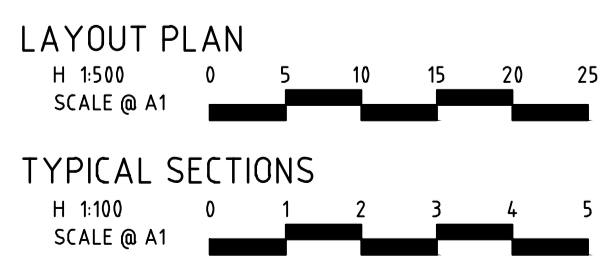 LAYOUT PLAN
H 1:500 0 5 10 15 20 25
SCALE @ A1
TYPICAL SECTIONS
H 1:100 0 1 2 3 4 5
SCALE @ A1